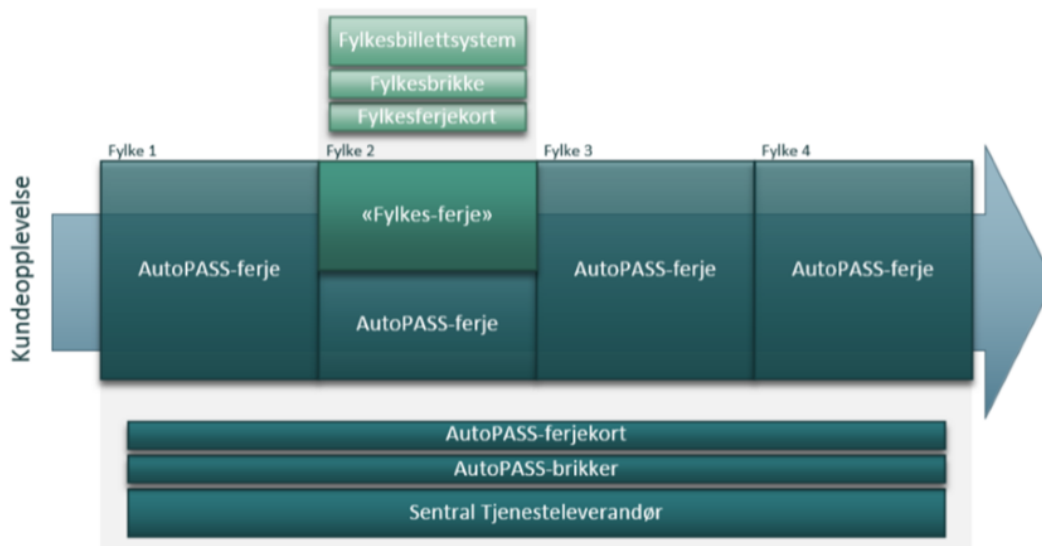 Fylkesbillettsystem
Fylkesbrikke
Fylkesferjekort
Fylke 1
Fylke 2
Fylke 3
Fylke 4
Kundeopplevelse
AutoPASS-ferje
«Fylkes-ferje»
AutoPASS-ferje
AutoPASS-ferje
AutoPASS-ferje
AutoPASS-ferjekort
AutoPASS-brikker
Sentral Tjenesteleverandør